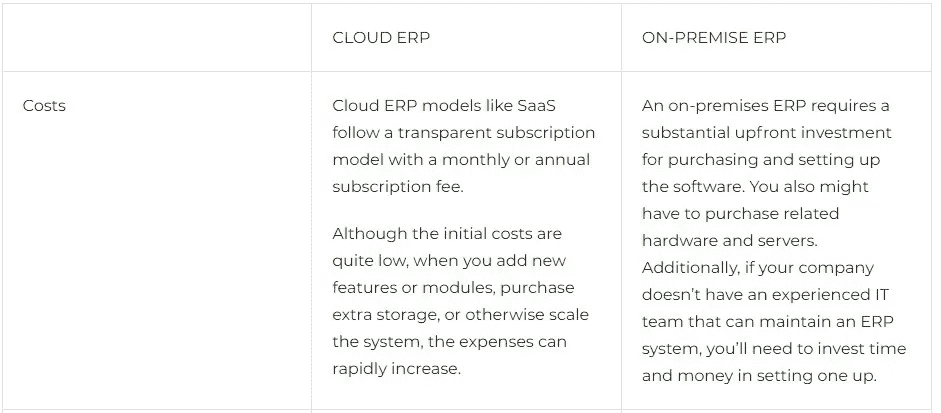 CLOUD ERP
ON-PREMISE ERP
Costs
Cloud ERP models like SaaS
follow a transparent subscription
model with a monthly or annual
subscription fee.
Although the initial costs are
quite low, when you add new
features or modules, purchase
extra storage, or otherwise scale
the system, the expenses can
rapidly increase.
An on-premises ERP requires a
substantial upfront investment
for purchasing and setting up
the software. You also might
have to purchase related
hardware and servers.
Additionally, if your company
doesn’t have an experienced IT
team that can maintain an ERP
system, you’ll need to invest time
and money in setting one up.